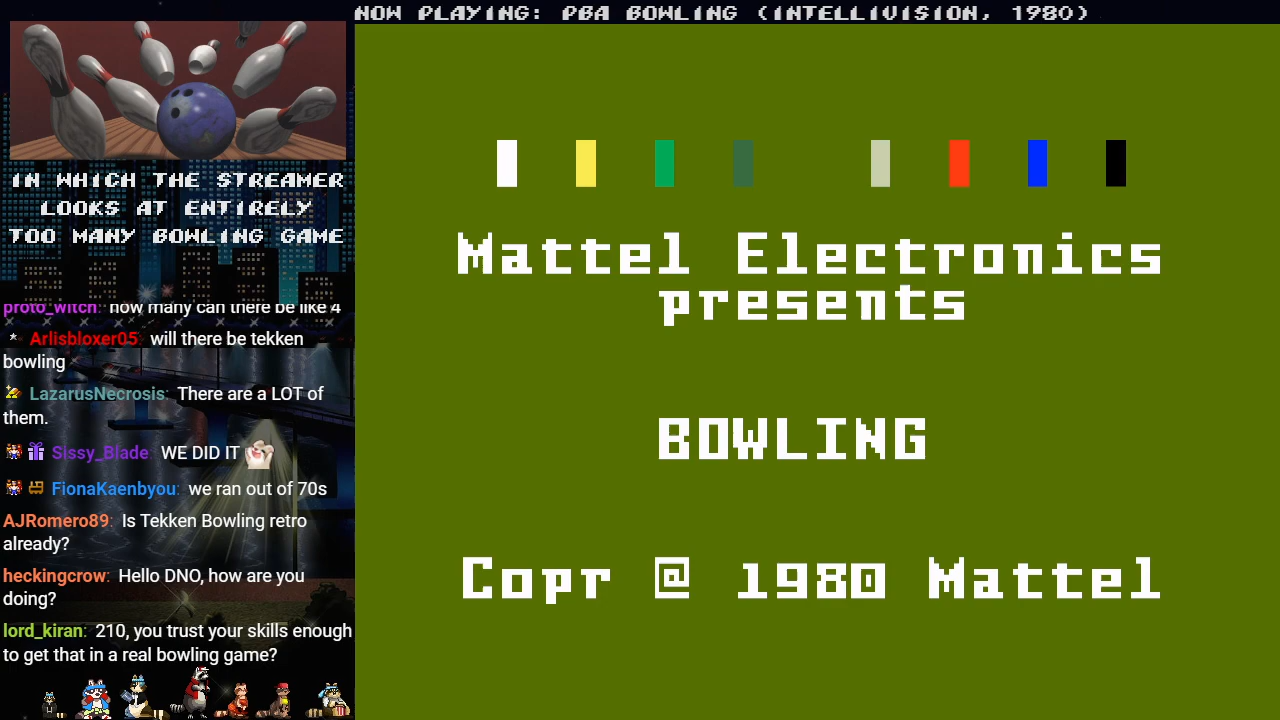 NOW PLAYING: PBA BOWLING (INTELLIVISION, 1980)
IN WHICH THE STREAMER
LOOKS AT ENTIRELY
TOO MANY BOWLING GAME
proto_witch: how many can there be like 4
Arlisbloxer05: will there be tekken
bowling
LazarusNecrosis: There are a LOT of
them.
Sissy_Blade: WE DID IT
FionaKaenbyou: we ran out of 70s
AJRomero89: Is Tekken Bowling retro
already?
heckingcrow: Hello DNO, how are you
doing?
lord_kiran: 210, you trust your skills enough
to get that in a real bowling game?
Mattel Electronics
presents
BOWLING
Copr @ 1980 Mattel